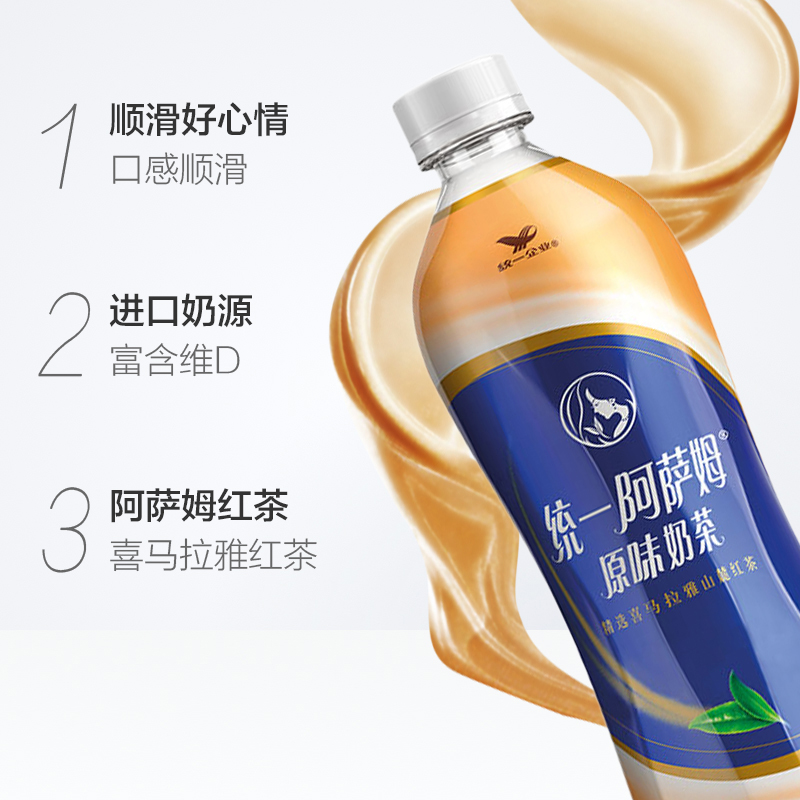 1
顺滑好心情
口感顺滑
2
进口奶源
富含维D
3
阿萨姆红茶
喜马拉雅红茶
统一企业®
统一阿萨姆®
原味奶茶
精选喜马拉雅山麓红茶